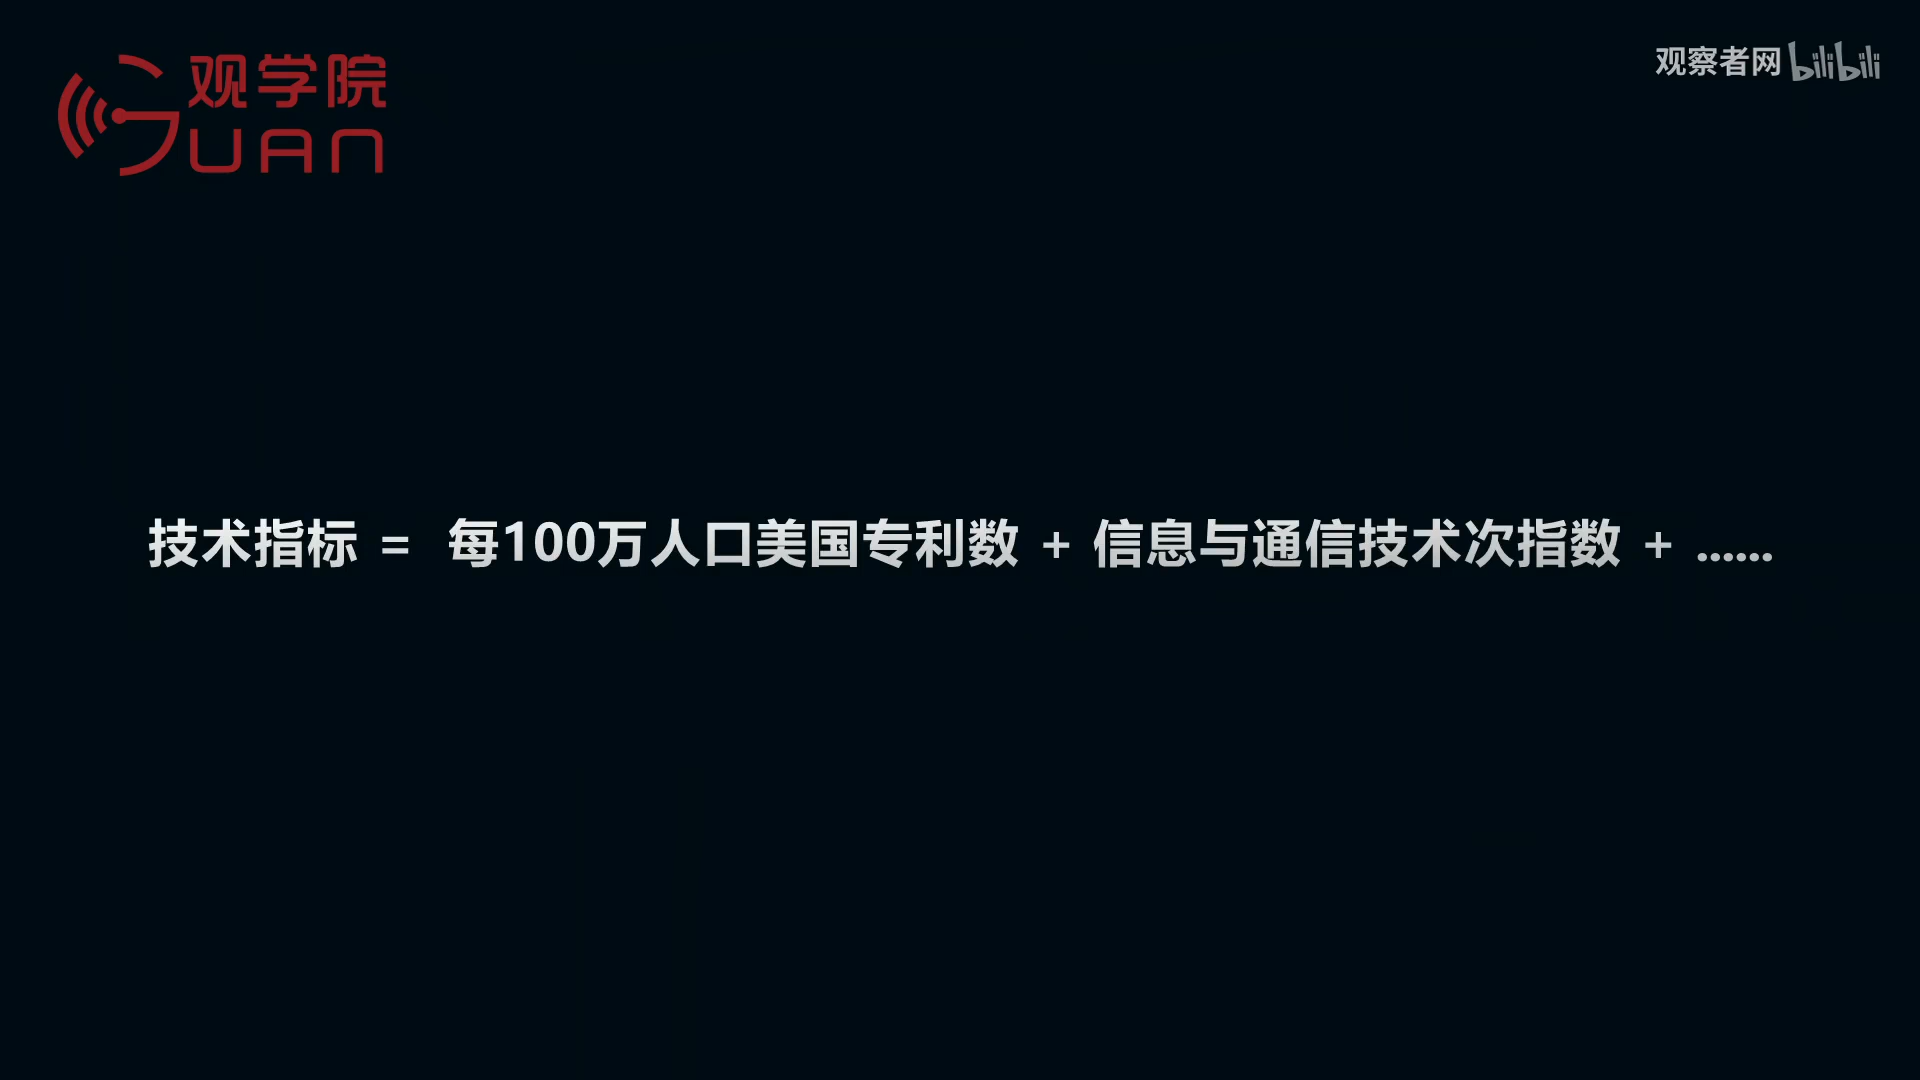 观学院
GUAN
观察者网 bilibili
技术指标 = 每100万人口美国专利数 + 信息与通信技术次指数 + ......